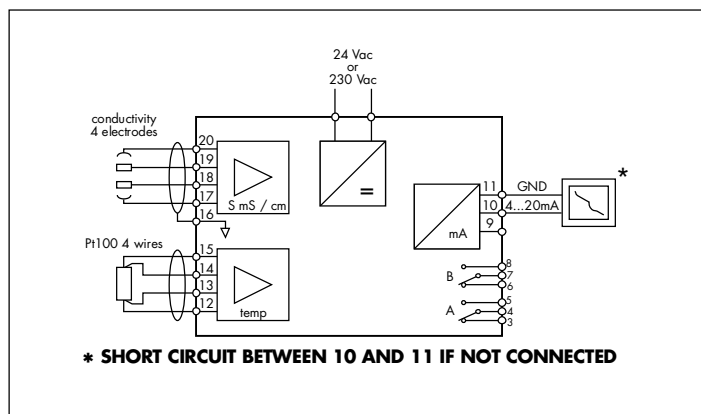 24 Vac
or
230 Vac
conductivity
4 electrodes
20
19
18
17
16
S mS / cm
=
11
GND
*
10
4...20mA
9
mA
Pt100 4 wires
15
14
13
12
temp
8
B
7
6
5
A
4
3
* SHORT CIRCUIT BETWEEN 10 AND 11 IF NOT CONNECTED